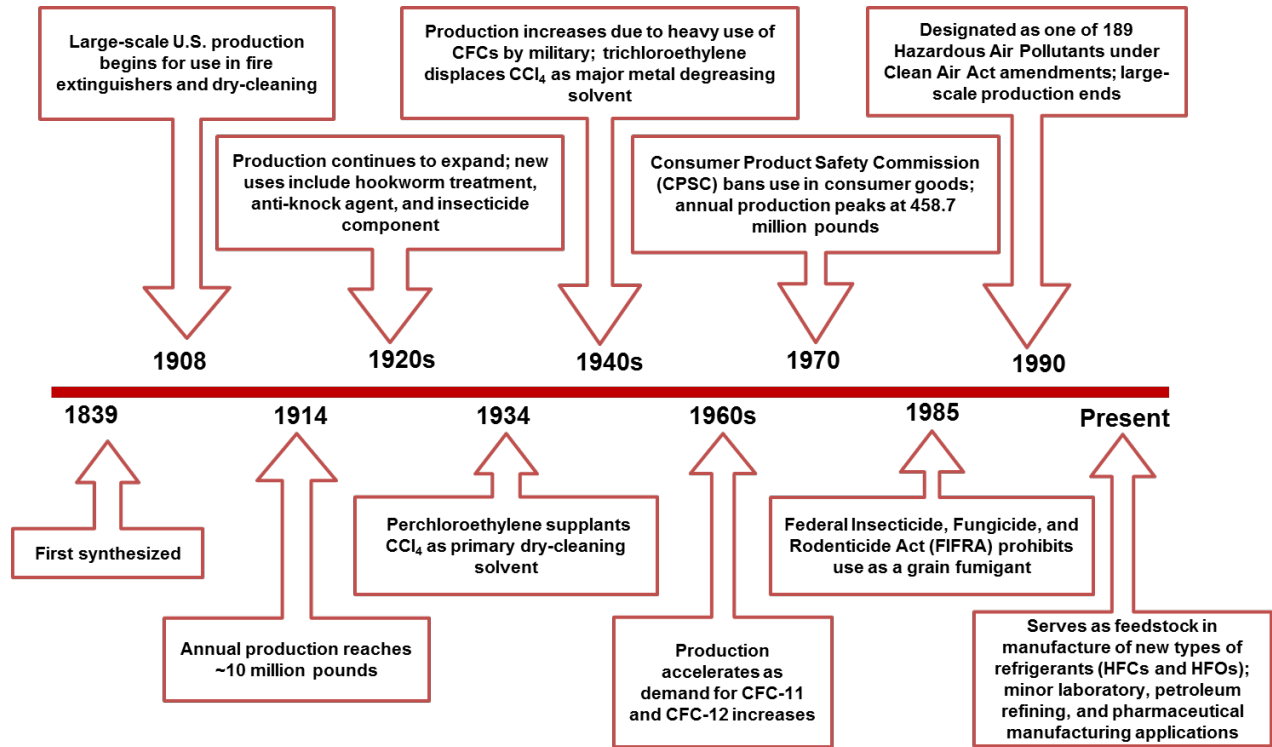 Large-scale U.S. production
begins for use in fire
extinguishers and dry-cleaning
Production increases due to heavy use of
CFCs by military; trichloroethylene
displaces CCl₄ as major metal degreasing
solvent
Designated as one of 189
Hazardous Air Pollutants under
Clean Air Act amendments; large-
scale production ends
Production continues to expand; new
uses include hookworm treatment,
anti-knock agent, and insecticide
component
Consumer Product Safety Commission
(CPSC) bans use in consumer goods;
annual production peaks at 458.7
million pounds
1908
1920s
1940s
1970
1990
1839
1914
1934
1960s
1985
Present
First synthesized
Perchloroethylene supplants
CCl₄ as primary dry-cleaning
solvent
Federal Insecticide, Fungicide, and
Rodenticide Act (FIFRA) prohibits
use as a grain fumigant
Annual production reaches
~10 million pounds
Production
accelerates as
demand for CFC-11
and CFC-12 increases
Serves as feedstock in
manufacture of new types of
refrigerants (HFCs and HFOs);
minor laboratory, petroleum
refining, and pharmaceutical
manufacturing applications